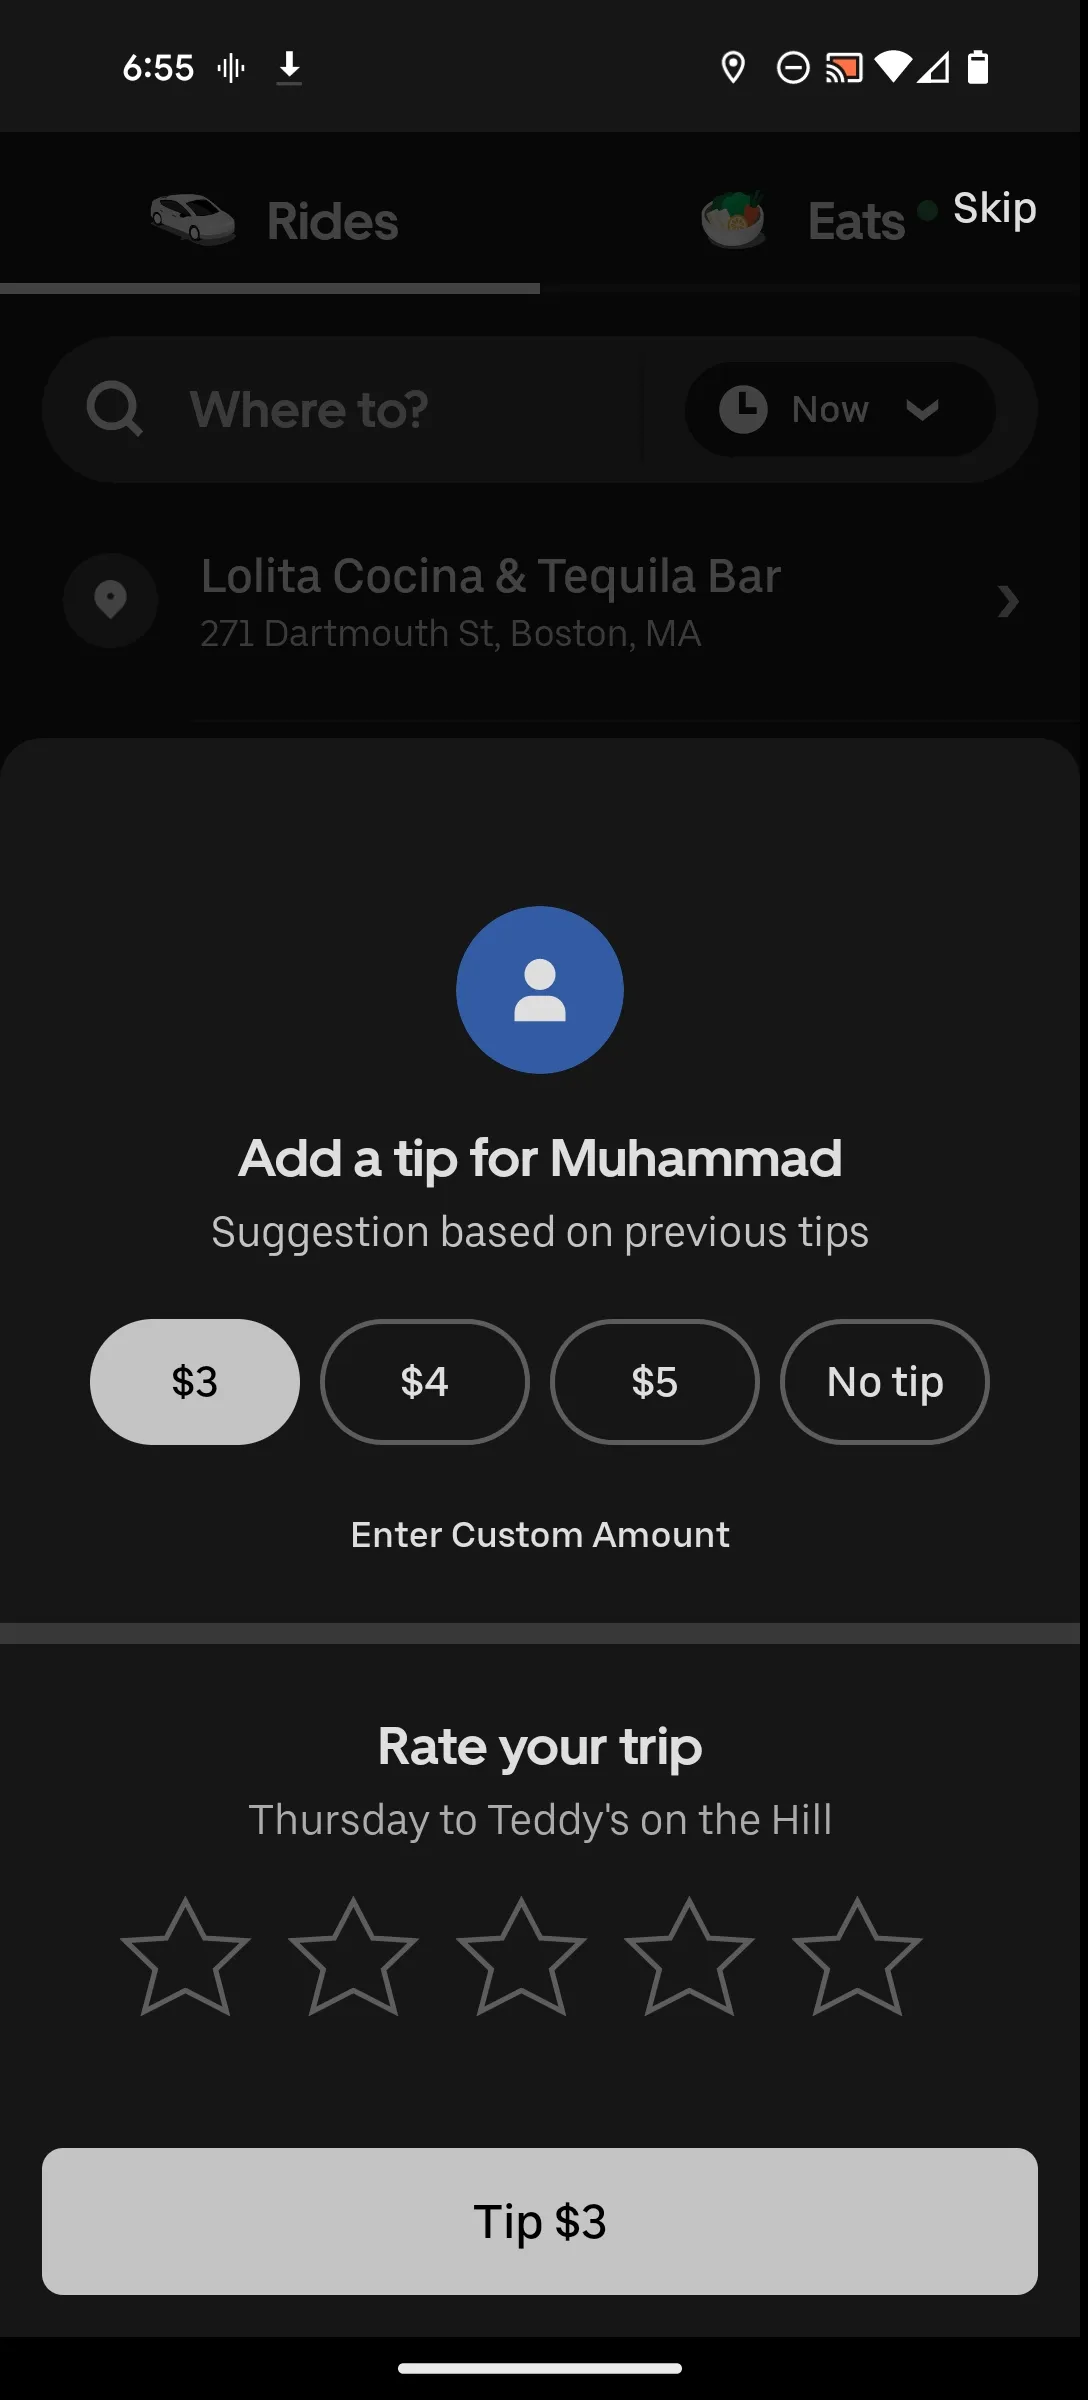 6:55
Rides
Eats
Skip
Where to?
Now
Lolita Cocina & Tequila Bar
271 Dartmouth St, Boston, MA
Add a tip for Muhammad
Suggestion based on previous tips
$3
$4
$5
No tip
Enter Custom Amount
Rate your trip
Thursday to Teddy's on the Hill
Tip $3